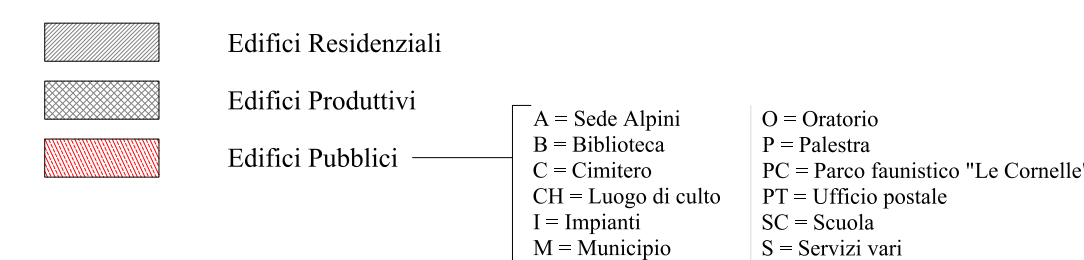 Edifici Residenziali
Edifici Produttivi
Edifici Pubblici
A = Sede Alpini
B = Biblioteca
C = Cimitero
CH = Luogo di culto
I = Impianti
M = Municipio
O = Oratorio
P = Palestra
PC = Parco faunistico "Le Cornelle"
PT = Ufficio postale
SC = Scuola
S = Servizi vari